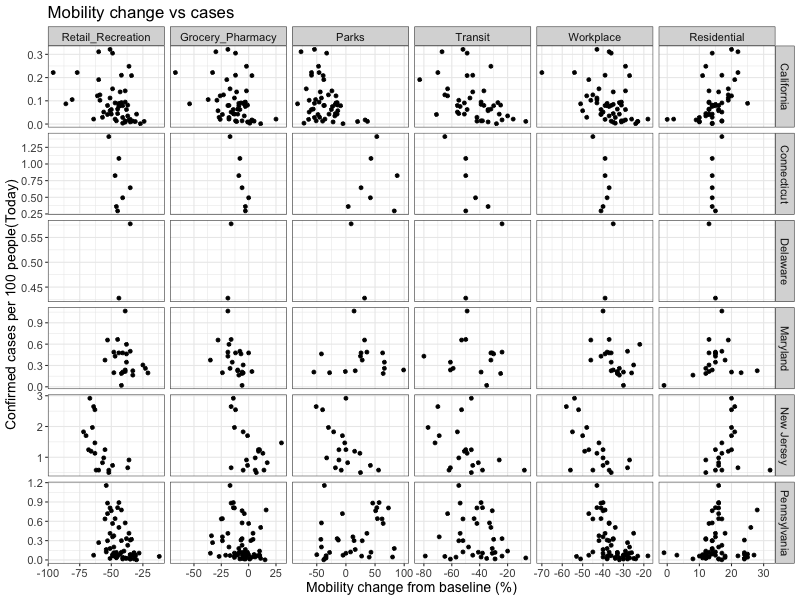 Mobility change vs cases
Retail_Recreation Grocery_Pharmacy Parks Transit Workplace Residential
0.3
0.2
0.1
0.0
California
1.25
1.00
0.75
0.50
0.25
Connecticut
0.55
0.50
0.45
Delaware
0.9
0.6
0.3
0.0
Maryland
3
2
1
New Jersey
1.2
0.9
0.6
0.3
0.0
Pennsylvania
Confirmed cases per 100 people(Today)
-100 -75 -50 -25 -50 -25 0 25 -50 0 50 100 -80 -60 -40 -20 -70 -60 -50 -40 -30 -20 0 10 20 30
Mobility change from baseline (%)